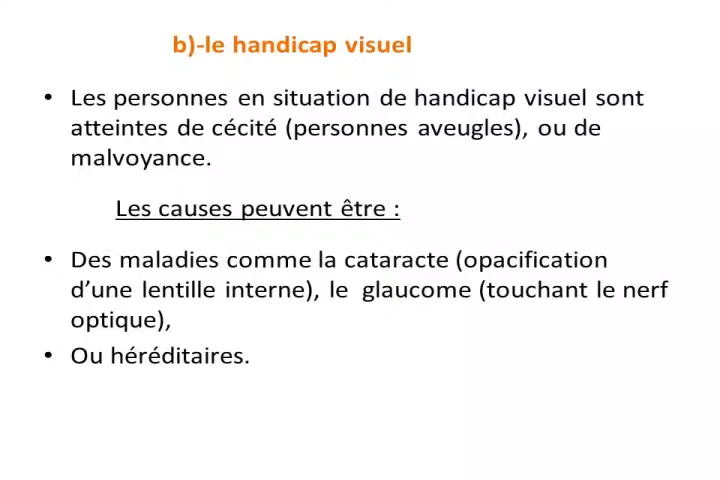 b)-le handicap visuel
• Les personnes en situation de handicap visuel sont
atteintes de cécité (personnes aveugles), ou de
malvoyance.
Les causes peuvent être :
• Des maladies comme la cataracte (opacification
d’une lentille interne), le glaucome (touchant le nerf
optique),
• Ou héréditaires.